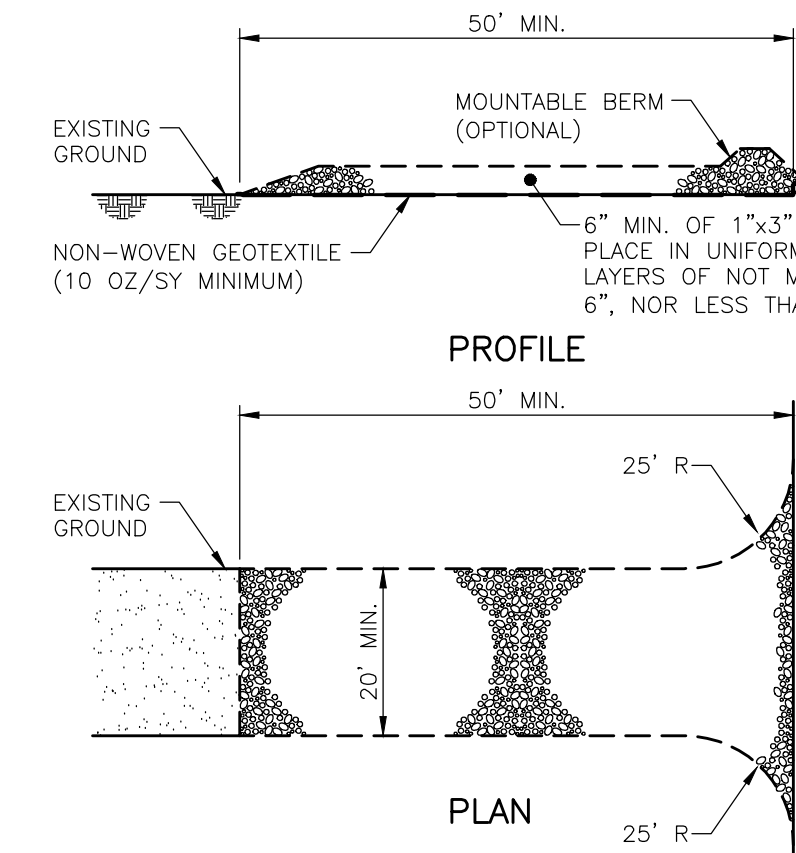 50' MIN.
MOUNTABLE BERM
(OPTIONAL)
EXISTING
GROUND
6" MIN. OF 1"x3"
PLACE IN UNIFORM
LAYERS OF NOT
6", NOR LESS
NON-WOVEN GEOTEXTILE
(10 OZ/SY MINIMUM)
PROFILE
50' MIN.
25' R
EXISTING
GROUND
20' MIN.
PLAN
25' R